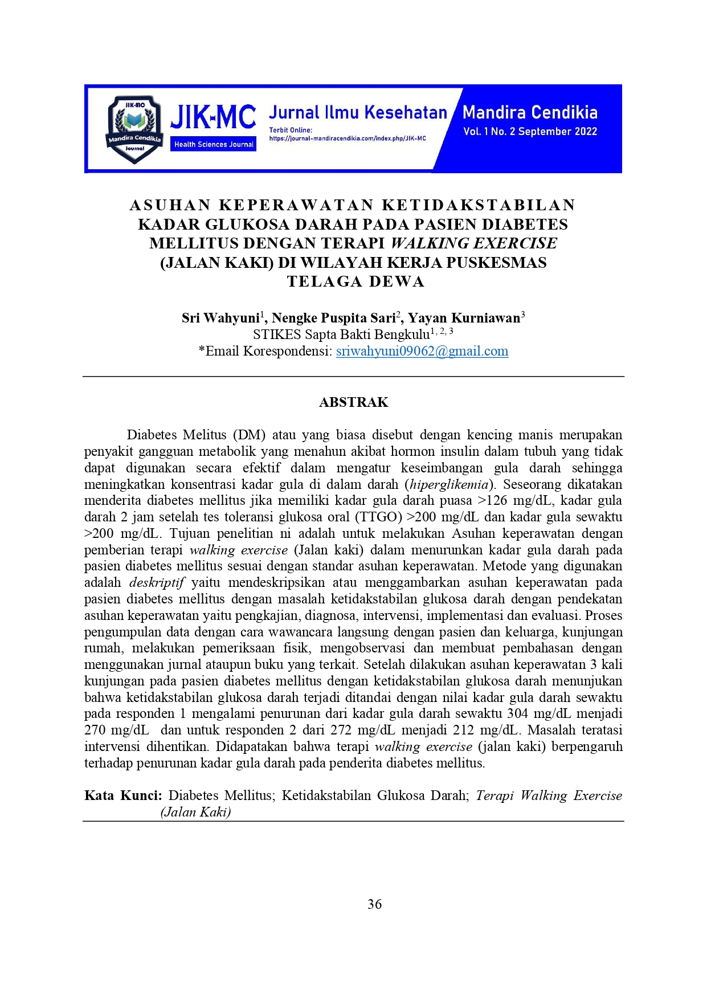 JIK-MC
Mandira Cendikia
Journal
JIK-MC
Health Sciences Journal
Jurnal Ilmu Kesehatan
Terbit Online:
https://journal-mandiracendikia.com/index.php/JIK-MC
Mandira Cendikia
Vol. 1 No. 2 September 2022
ASUHAN KEPERAWATAN KETIDAKSTABILAN
KADAR GLUKOSA DARAH PADA PASIEN DIABETES
MELLITUS DENGAN TERAPI WALKING EXERCISE
(JALAN KAKI) DI WILAYAH KERJA PUSKESMAS
TELAGA DEWA
Sri Wahyuni1, Nengke Puspita Sari2, Yayan Kurniawan3
STIKES Sapta Bakti Bengkulu1, 2, 3
*Email Korespondensi: sriwahyuni09062@gmail.com
ABSTRAK
Diabetes Melitus (DM) atau yang biasa disebut dengan kencing manis merupakan
penyakit gangguan metabolik yang menahun akibat hormon insulin dalam tubuh yang tidak
dapat digunakan secara efektif dalam mengatur keseimbangan gula darah sehingga
meningkatkan konsentrasi kadar gula di dalam darah (hiperglikemia). Seseorang dikatakan
menderita diabetes mellitus jika memiliki kadar gula darah puasa >126 mg/dL, kadar gula
darah 2 jam setelah tes toleransi glukosa oral (TTGO) >200 mg/dL dan kadar gula sewaktu
>200 mg/dL. Tujuan penelitian ni adalah untuk melakukan Asuhan keperawatan dengan
pemberian terapi walking exercise (Jalan kaki) dalam menurunkan kadar gula darah pada
pasien diabetes mellitus sesuai dengan standar asuhan keperawatan. Metode yang digunakan
adalah deskriptif yaitu mendeskripsikan atau menggambarkan asuhan keperawatan pada
pasien diabetes mellitus dengan masalah ketidakstabilan glukosa darah dengan pendekatan
asuhan keperawatan yaitu pengkajian, diagnosa, intervensi, implementasi dan evaluasi. Proses
pengumpulan data dengan cara wawancara langsung dengan pasien dan keluarga, kunjungan
rumah, melakukan pemeriksaan fisik, mengobservasi dan membuat pembahasan dengan
menggunakan jurnal ataupun buku yang terkait. Setelah dilakukan asuhan keperawatan 3 kali
kunjungan pada pasien diabetes mellitus dengan ketidakstabilan glukosa darah menunjukan
bahwa ketidakstabilan glukosa darah terjadi ditandai dengan nilai kadar gula darah sewaktu
pada responden 1 mengalami penurunan dari kadar gula darah sewaktu 304 mg/dL menjadi
270 mg/dL dan untuk responden 2 dari 272 mg/dL menjadi 212 mg/dL. Masalah teratasi
intervensi dihentikan. Didapatakan bahwa terapi walking exercise (jalan kaki) berpengaruh
terhadap penurunan kadar gula darah pada penderita diabetes mellitus.
Kata Kunci: Diabetes Mellitus; Ketidakstabilan Glukosa Darah; Terapi Walking Exercise
(Jalan Kaki)
36